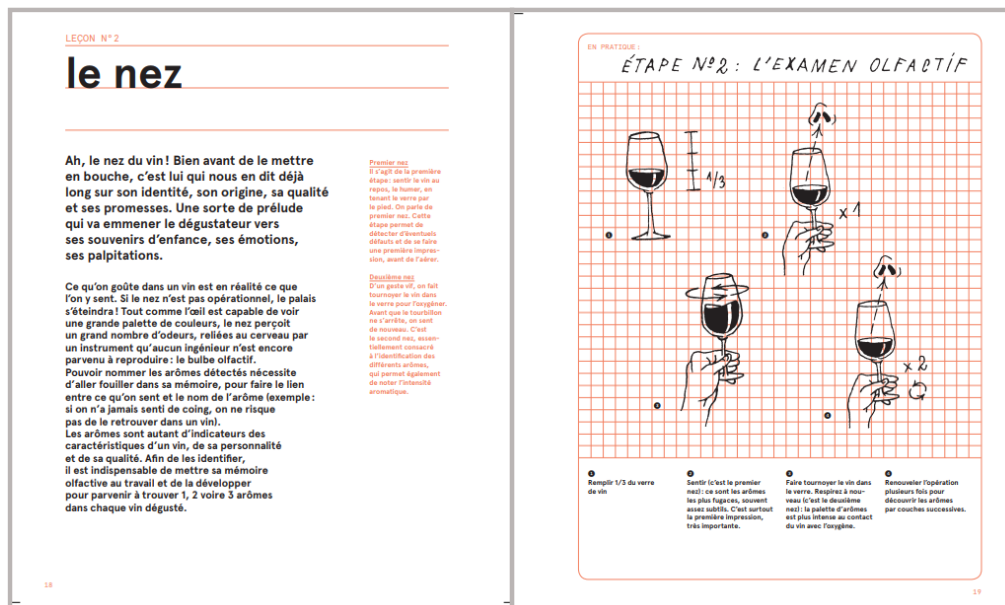 LEÇON N°2
le nez
Ah, le nez du vin ! Bien avant de le mettre
en bouche, c’est lui qui nous en dit déjà
long sur son identité, son origine, sa qualité
et ses promesses. Une sorte de prélude
qui va emmener le dégustateur vers
ses souvenirs d’enfance, ses émotions,
ses palpitations.
Ce qu’on goûte dans un vin est en réalité ce que
l’on y sent. Si le nez n’est pas opérationnel, le palais
s’éteindra ! Tout comme l’œil est capable de voir
une grande palette de couleurs, le nez perçoit
un grand nombre d’odeurs, reliées au cerveau par
un instrument qu’aucun ingénieur n’est encore
parvenu à reproduire : le bulbe olfactif.
Pouvoir nommer les arômes détectés nécessite
d’aller fouiller dans sa mémoire, pour faire le lien
entre ce qu’on sent et le nom de l’arôme (exemple :
si on n’a jamais senti de coing, on ne risque
pas de le retrouver dans un vin).
Les arômes sont autant d’indicateurs des
caractéristiques d’un vin, de sa personnalité
et de sa qualité. Afin de les identifier,
il est indispensable de mettre sa mémoire
olfactive au travail et de la développer
pour parvenir à trouver 1, 2 voire 3 arômes
dans chaque vin dégusté.
Premier nez
Il s’agit de la première
étape : sentir le vin au
repos, le humer, en
tenant le verre par
le pied. On parle de
premier nez. Cette
étape permet de
détecter d’éventuels
défauts et de se faire
une première impres-
sion, avant de l’aérer.
Deuxième nez
D’un geste vif, on fait
tournoyer le vin dans
le verre pour l’oxygéner.
Avant que le tourbillon
ne s’arrête, on sent
de nouveau. C’est
le second nez, essen-
tiellement consacré
à l’identification des
différents arômes,
qui permet également
de noter l’intensité
aromatique.
18
EN PRATIQUE :
ÉTAPE N°2 : L’EXAMEN OLFACTIF
1/3
x 1
1
2
x 2
3
4
1
Remplir 1/3 du verre
de vin
2
Sentir (c’est le premier
nez) : ce sont les arômes
les plus fugaces, souvent
assez subtils. C’est surtout
la première impression,
très importante.
3
Faire tournoyer le vin dans
le verre. Respirez à nou-
veau (c’est le deuxième
nez) : la palette d’arômes
est plus intense au contact
du vin avec l’oxygène.
4
Renouveler l’opération
plusieurs fois pour
découvrir les arômes
par couches successives.
19